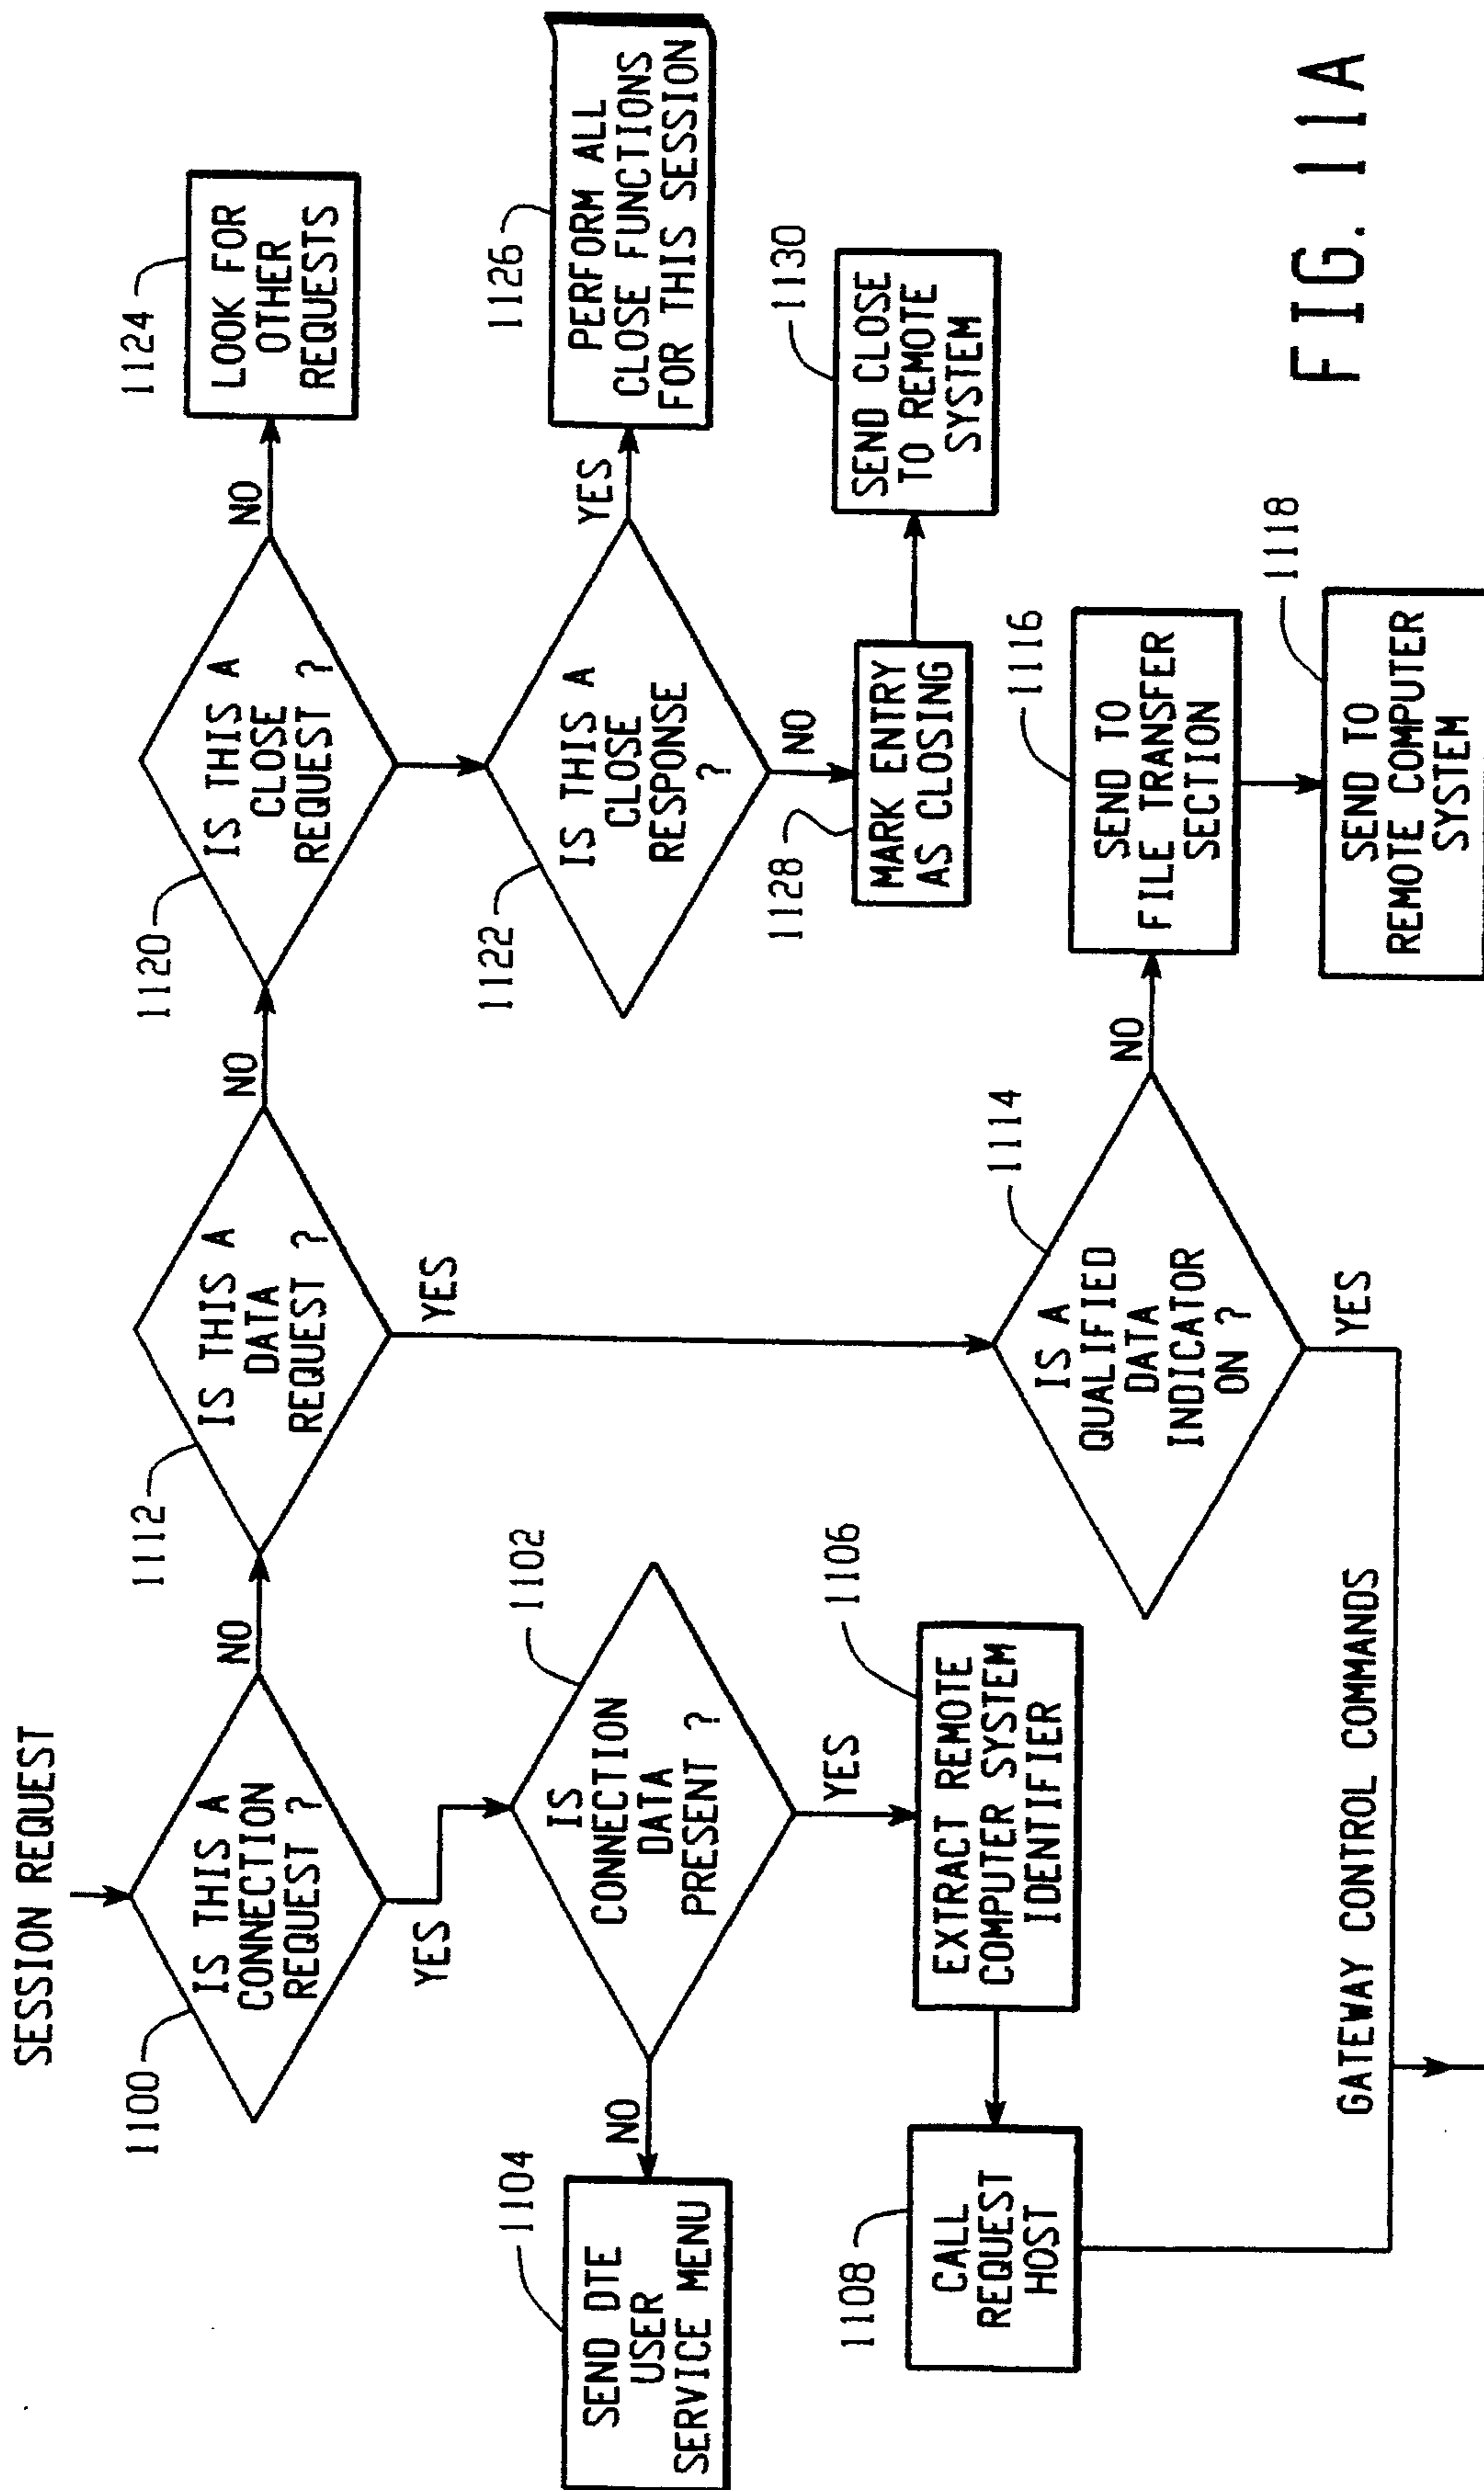 SESSION REQUEST
1100
IS THIS A
CONNECTION
REQUEST ?
NO
YES
1112
IS THIS A
DATA
REQUEST ?
NO
YES
1120
IS THIS A
CLOSE
REQUEST ?
NO
1124
LOOK FOR
OTHER
REQUESTS
1122
IS THIS A
CLOSE
RESPONSE
?
YES
NO
1126
PERFORM ALL
CLOSE FUNCTIONS
FOR THIS SESSION
1128
MARK ENTRY
AS CLOSING
1130
SEND CLOSE
TO REMOTE
SYSTEM
1102
IS
CONNECTION
DATA
PRESENT ?
NO
YES
1104
SEND DTE
USER
SERVICE MENU
1106
EXTRACT REMOTE
COMPUTER SYSTEM
IDENTIFIER
1108
CALL
REQUEST
HOST
1114
IS A
QUALIFIED
DATA
INDICATOR
ON ?
NO
YES
1116
SEND TO
FILE TRANSFER
SECTION
1118
SEND TO
REMOTE COMPUTER
SYSTEM
GATEWAY CONTROL COMMANDS
FIG. 11A